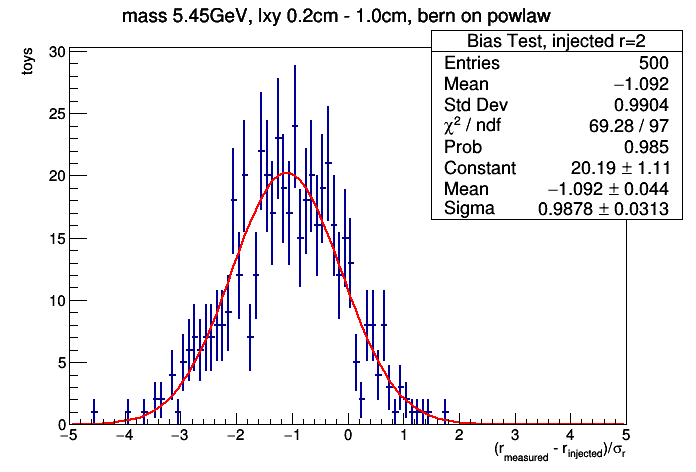 mass 5.45GeV, lxy 0.2cm - 1.0cm, bern on powlaw
Bias Test, injected r=2
Entries 500
Mean −1.092
Std Dev 0.9904
χ² / ndf 69.28 / 97
Prob 0.985
Constant 20.19 ± 1.11
Mean −1.092 ± 0.044
Sigma 0.9878 ± 0.0313
toys
30
25
20
15
10
5
0
−5 −4 −3 −2 −1 0 1 2 3 4 5
(r_measured - r_injected)/σ_r